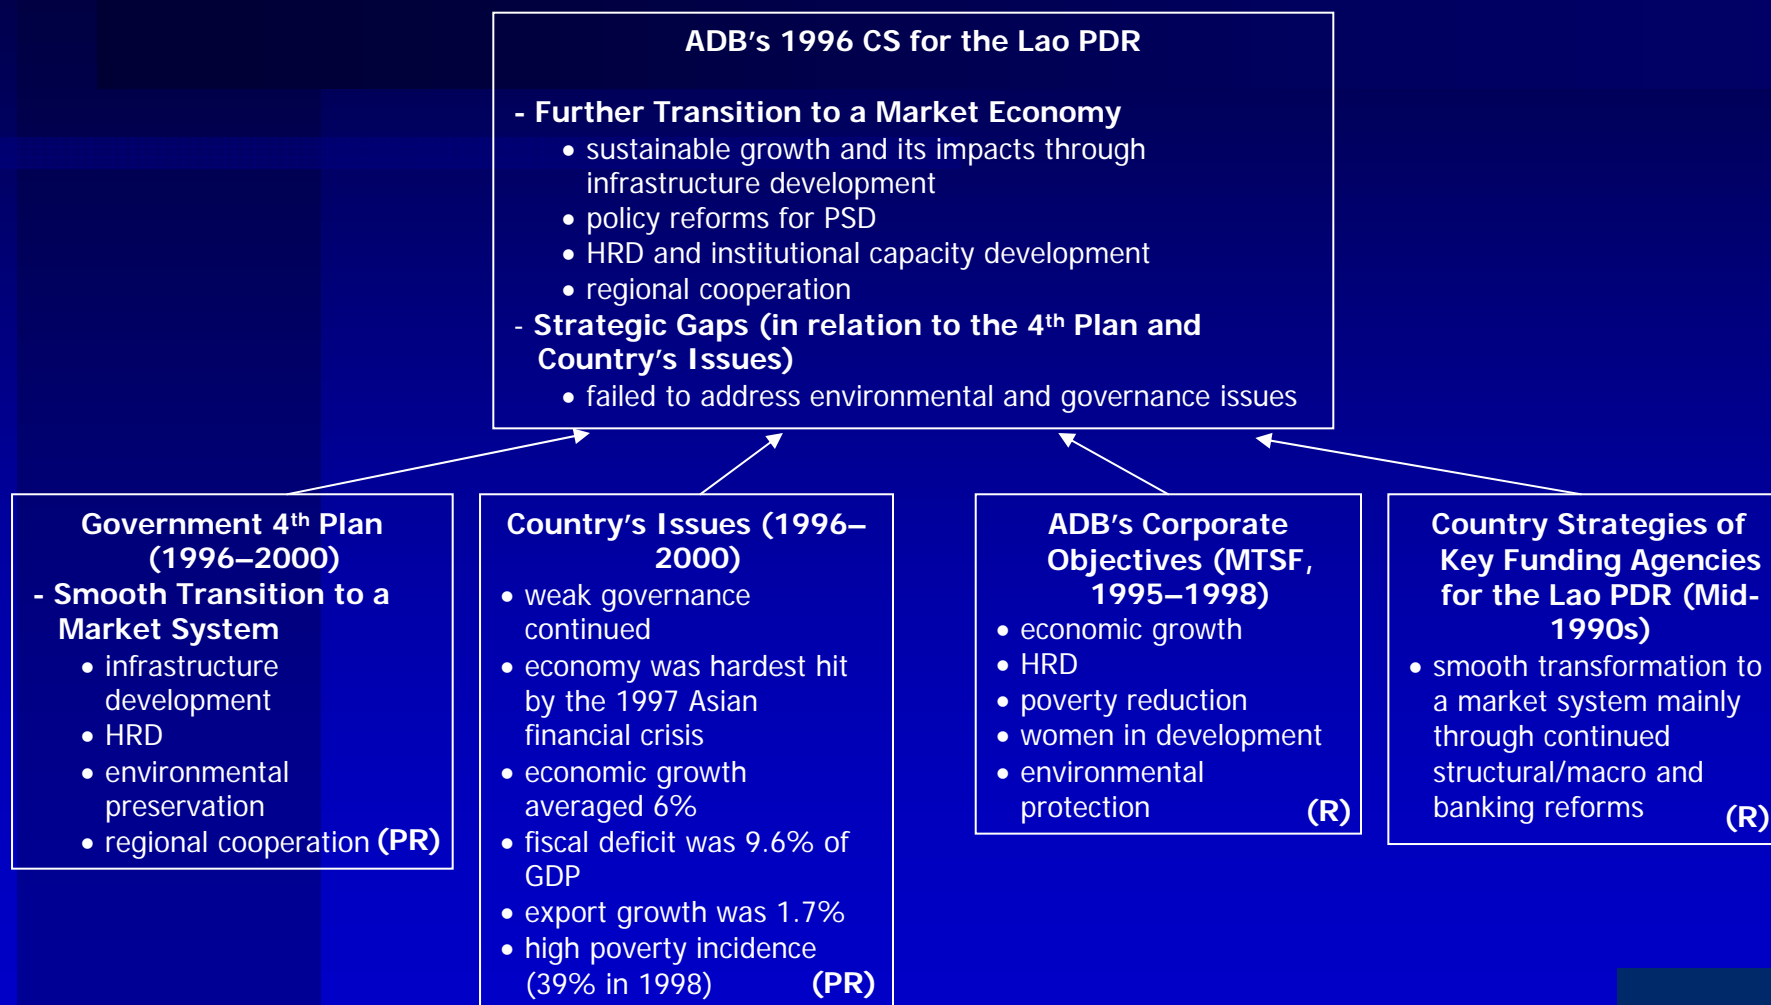 ADB's 1996 CS for the Lao PDR
- Further Transition to a Market Economy
• sustainable growth and its impacts through
infrastructure development
• policy reforms for PSD
• HRD and institutional capacity development
• regional cooperation
- Strategic Gaps (in relation to the 4th Plan and
Country's Issues)
• failed to address environmental and governance issues
Government 4th Plan
(1996–2000)
- Smooth Transition to a
Market System
• infrastructure
development
• HRD
• environmental
preservation
• regional cooperation (PR)
Country's Issues (1996–
2000)
• weak governance
continued
• economy was hardest hit
by the 1997 Asian
financial crisis
• economic growth
averaged 6%
• fiscal deficit was 9.6% of
GDP
• export growth was 1.7%
• high poverty incidence
(39% in 1998) (PR)
ADB's Corporate
Objectives (MTSF,
1995–1998)
• economic growth
• HRD
• poverty reduction
• women in development
• environmental
protection (R)
Country Strategies of
Key Funding Agencies
for the Lao PDR (Mid-
1990s)
• smooth transformation to
a market system mainly
through continued
structural/macro and
banking reforms (R)